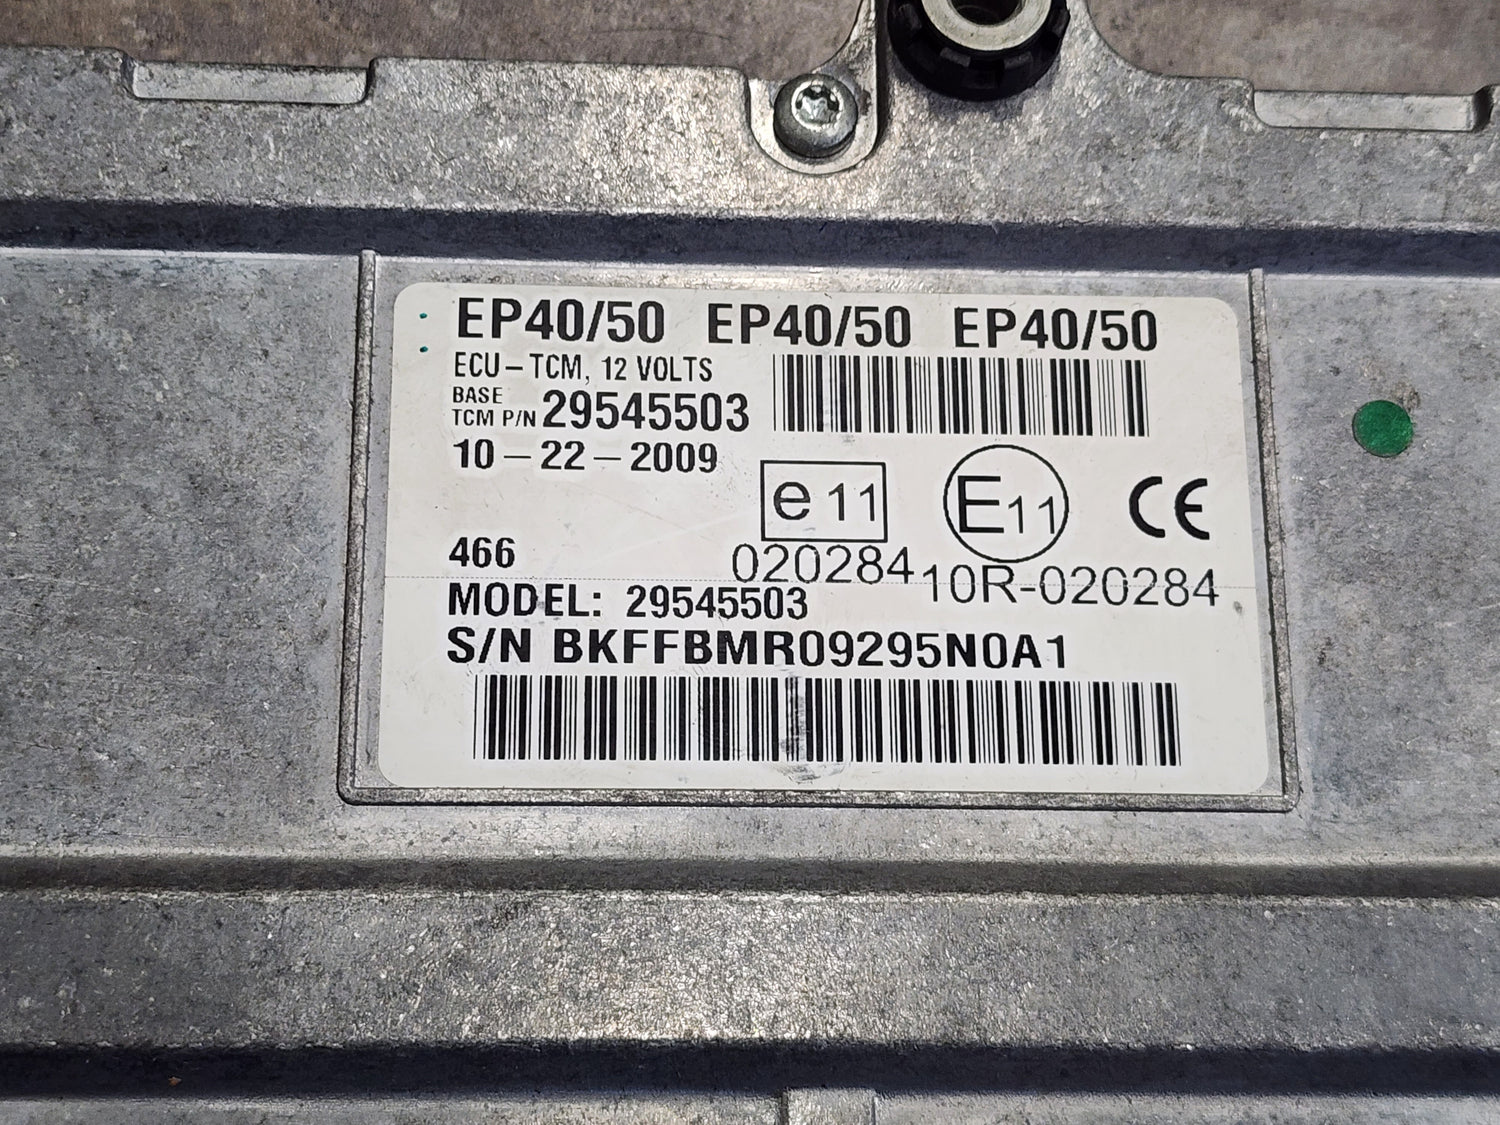 EP40/50 EP40/50 EP40/50
ECU-TCM, 12 VOLTS
BASE
TCM P/N 29545503
10-22-2009
e11
E11
CE
020284
10R-020284
466
MODEL: 29545503
S/N BKFFBMR09295N0A1